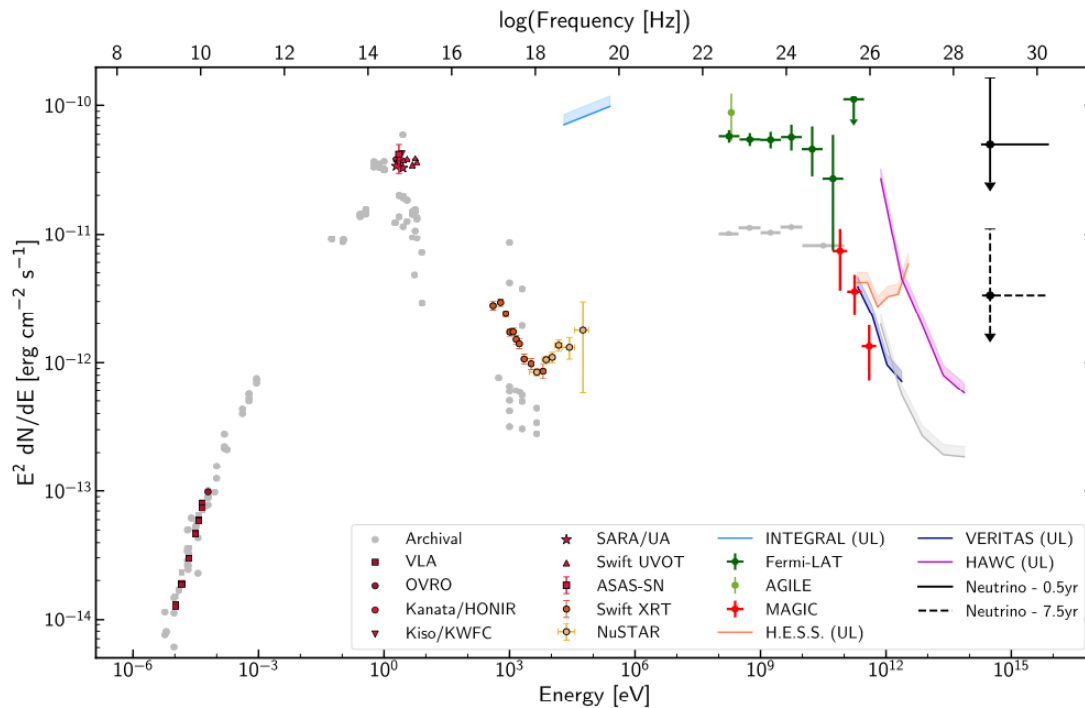 log(Frequency [Hz])
8 10 12 14 16 18 20 22 24 26 28 30
10⁻¹⁰
10⁻¹¹
10⁻¹²
10⁻¹³
10⁻¹⁴
E² dN/dE [erg cm⁻² s⁻¹]
Archival
VLA
OVRO
Kanata/HONIR
Kiso/KWFC
SARA/UA
Swift UVOT
ASAS-SN
Swift XRT
NuSTAR
INTEGRAL (UL)
Fermi-LAT
AGILE
MAGIC
H.E.S.S. (UL)
VERITAS (UL)
HAWC (UL)
Neutrino - 0.5yr
Neutrino - 7.5yr
10⁻⁶ 10⁻³ 10⁰ 10³ 10⁶ 10⁹ 10¹² 10¹⁵
Energy [eV]